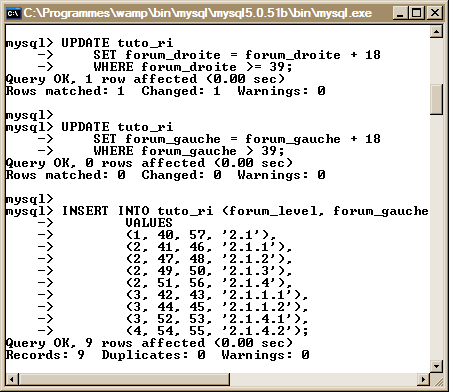 C:\Programmes\wamp\bin\mysql\mysql5.0.51b\bin\mysql.exe
mysql> UPDATE tuto_ri
    ->     SET forum_droite = forum_droite + 18
    ->     WHERE forum_droite >= 39;
Query OK, 1 row affected (0.00 sec)
Rows matched: 1  Changed: 1  Warnings: 0
mysql>
mysql> UPDATE tuto_ri
    ->     SET forum_gauche = forum_gauche + 18
    ->     WHERE forum_gauche > 39;
Query OK, 0 rows affected (0.00 sec)
Rows matched: 0  Changed: 0  Warnings: 0
mysql>
mysql> INSERT INTO tuto_ri (forum_level, forum_gauche
    ->         VALUES
    ->         (1, 40, 57, '2.1'),
    ->         (2, 41, 46, '2.1.1'),
    ->         (2, 47, 48, '2.1.2'),
    ->         (2, 49, 50, '2.1.3'),
    ->         (2, 51, 56, '2.1.4'),
    ->         (3, 42, 43, '2.1.1.1'),
    ->         (3, 44, 45, '2.1.1.2'),
    ->         (3, 52, 53, '2.1.4.1'),
    ->         (4, 54, 55, '2.1.4.2');
Query OK, 9 rows affected (0.00 sec)
Records: 9  Duplicates: 0  Warnings: 0